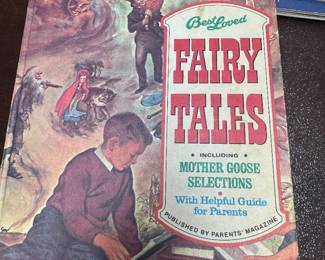 Best Loved
FAIRY
TALES
INCLUDING
MOTHER GOOSE
SELECTIONS
With Helpful Guide
for Parents
PUBLISHED BY PARENTS' MAGAZINE